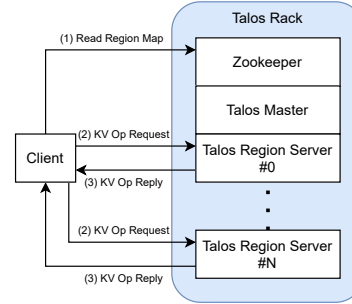 Talos Rack
(1) Read Region Map
Zookeeper
Talos Master
(2) KV Op Request
Client
Talos Region Server
#0
(3) KV Op Reply
(2) KV Op Request
Talos Region Server
#N
(3) KV Op Reply